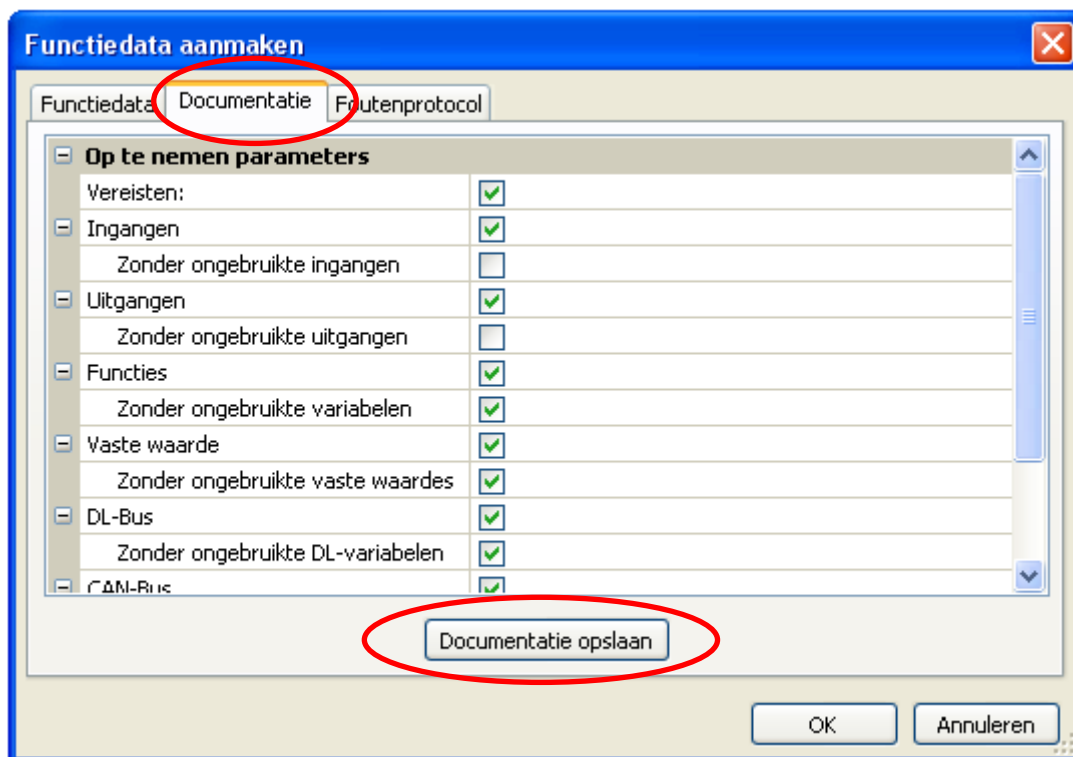 Functiedata aanmaken
Functiedata Documentatie Foutenprotocol
Op te nemen parameters
Vereisten:
Ingangen
Zonder ongebruikte ingangen
Uitgangen
Zonder ongebruikte uitgangen
Functies
Zonder ongebruikte variabelen
Vaste waarde
Zonder ongebruikte vaste waardes
DL-Bus
Zonder ongebruikte DL-variabelen
CAN-Bus
Documentatie opslaan
OK Annuleren